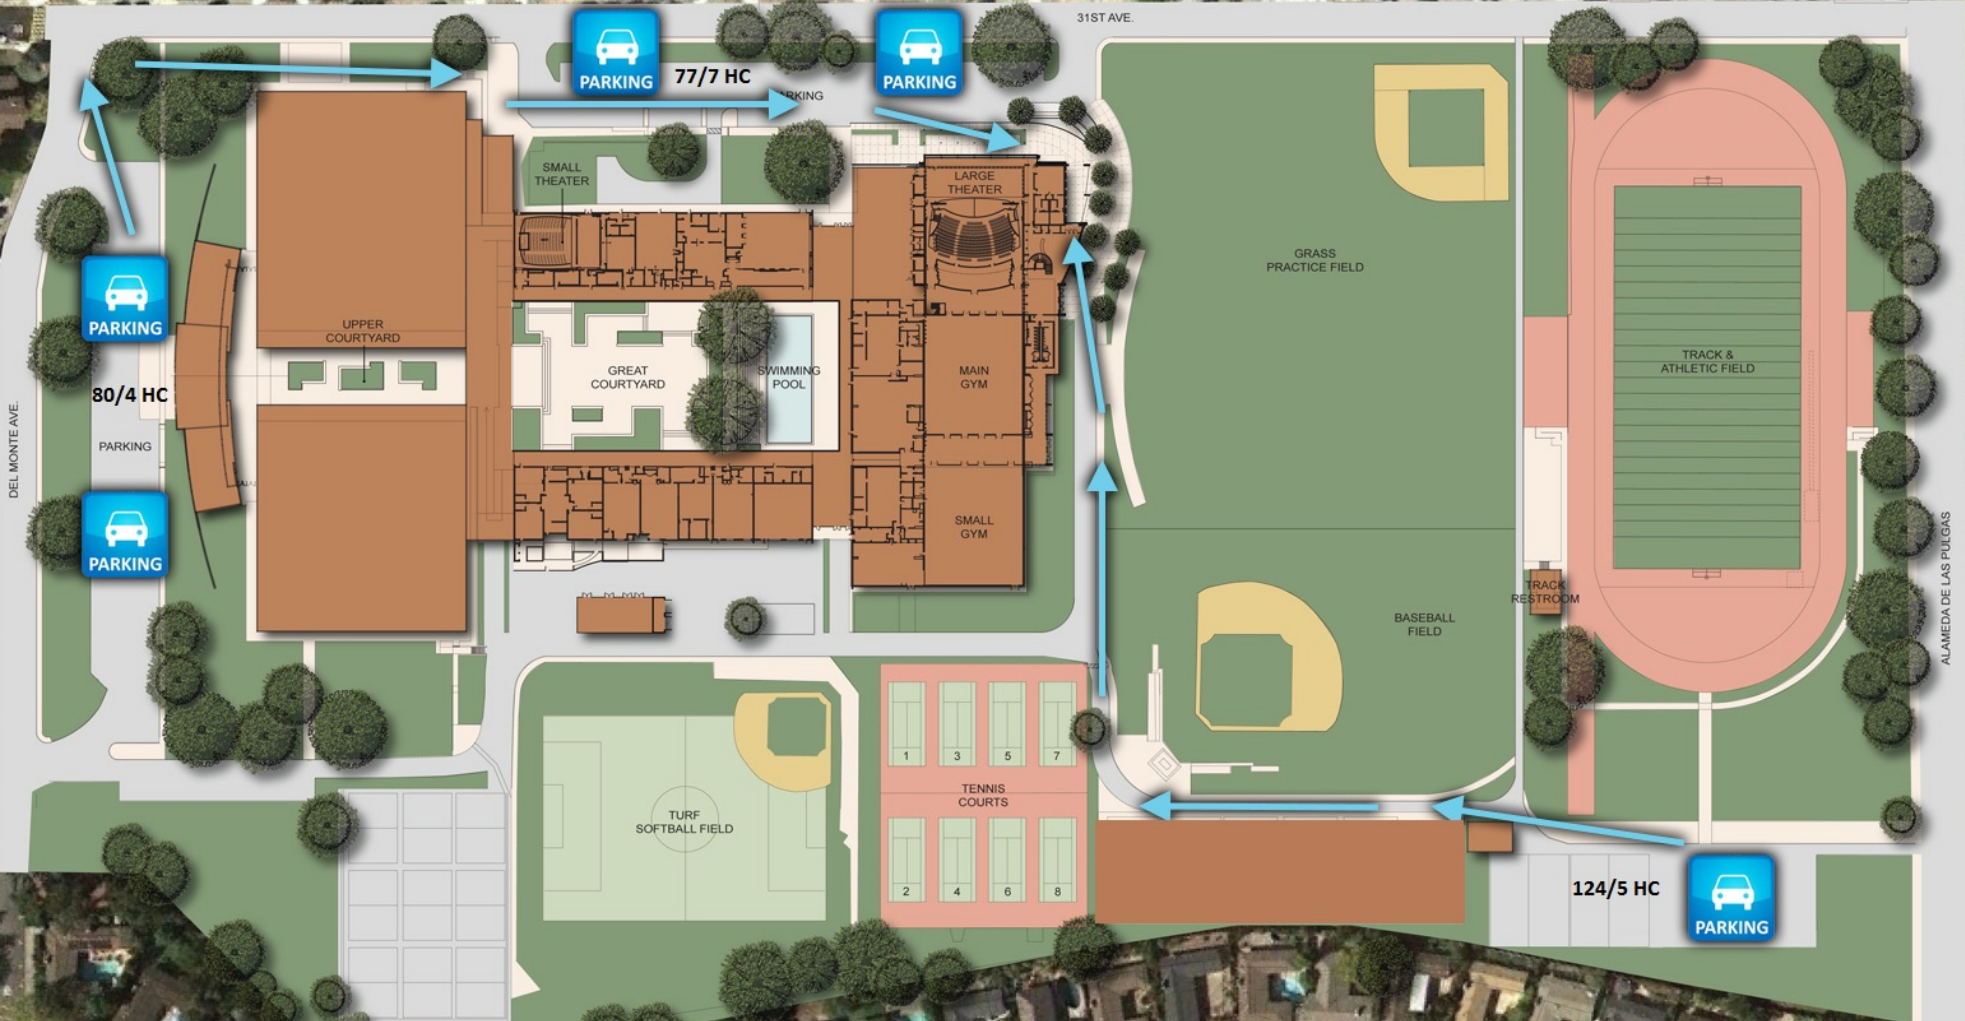 31ST AVE.
PARKING
77/7 HC
PARKING
SMALL
THEATER
LARGE
THEATER
GRASS
PRACTICE FIELD
PARKING
UPPER
COURTYARD
80/4 HC
GREAT
COURTYARD
SWIMMING
POOL
MAIN
GYM
TRACK &
ATHLETIC FIELD
DEL MONTE AVE.
PARKING
PARKING
SMALL
GYM
ALAMEDA DE LAS PULGAS
TRACK
RESTROOM
BASEBALL
FIELD
1
3
5
7
TENNIS
COURTS
TURF
SOFTBALL FIELD
2
4
6
8
124/5 HC
PARKING